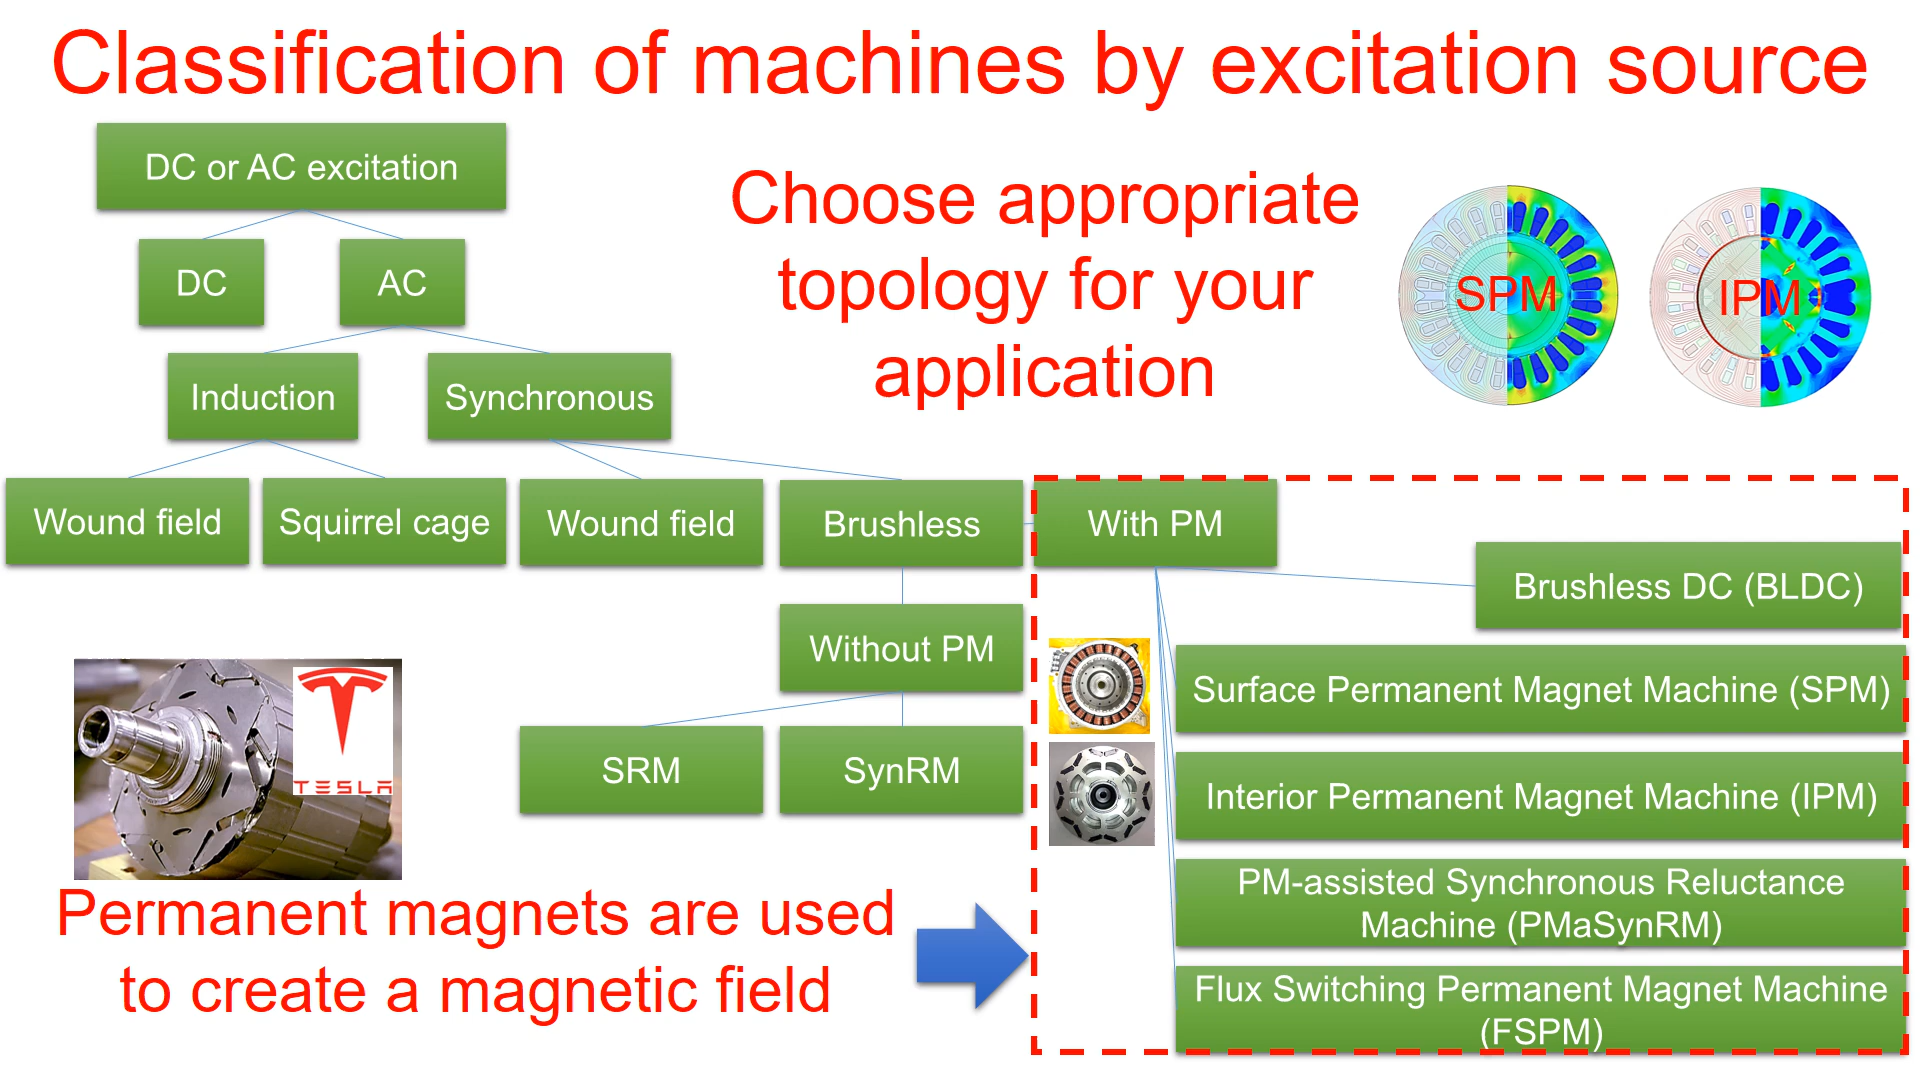 Classification of machines by excitation source
DC or AC excitation
Choose appropriate
topology for your
application
SPM
IPM
DC
AC
Induction
Synchronous
Wound field
Squirrel cage
Wound field
Brushless
With PM
Brushless DC (BLDC)
Without PM
Surface Permanent Magnet Machine (SPM)
SRM
SynRM
Interior Permanent Magnet Machine (IPM)
TESLA
PM-assisted Synchronous Reluctance
Machine (PMaSynRM)
Permanent magnets are used
to create a magnetic field
Flux Switching Permanent Magnet Machine
(FSPM)